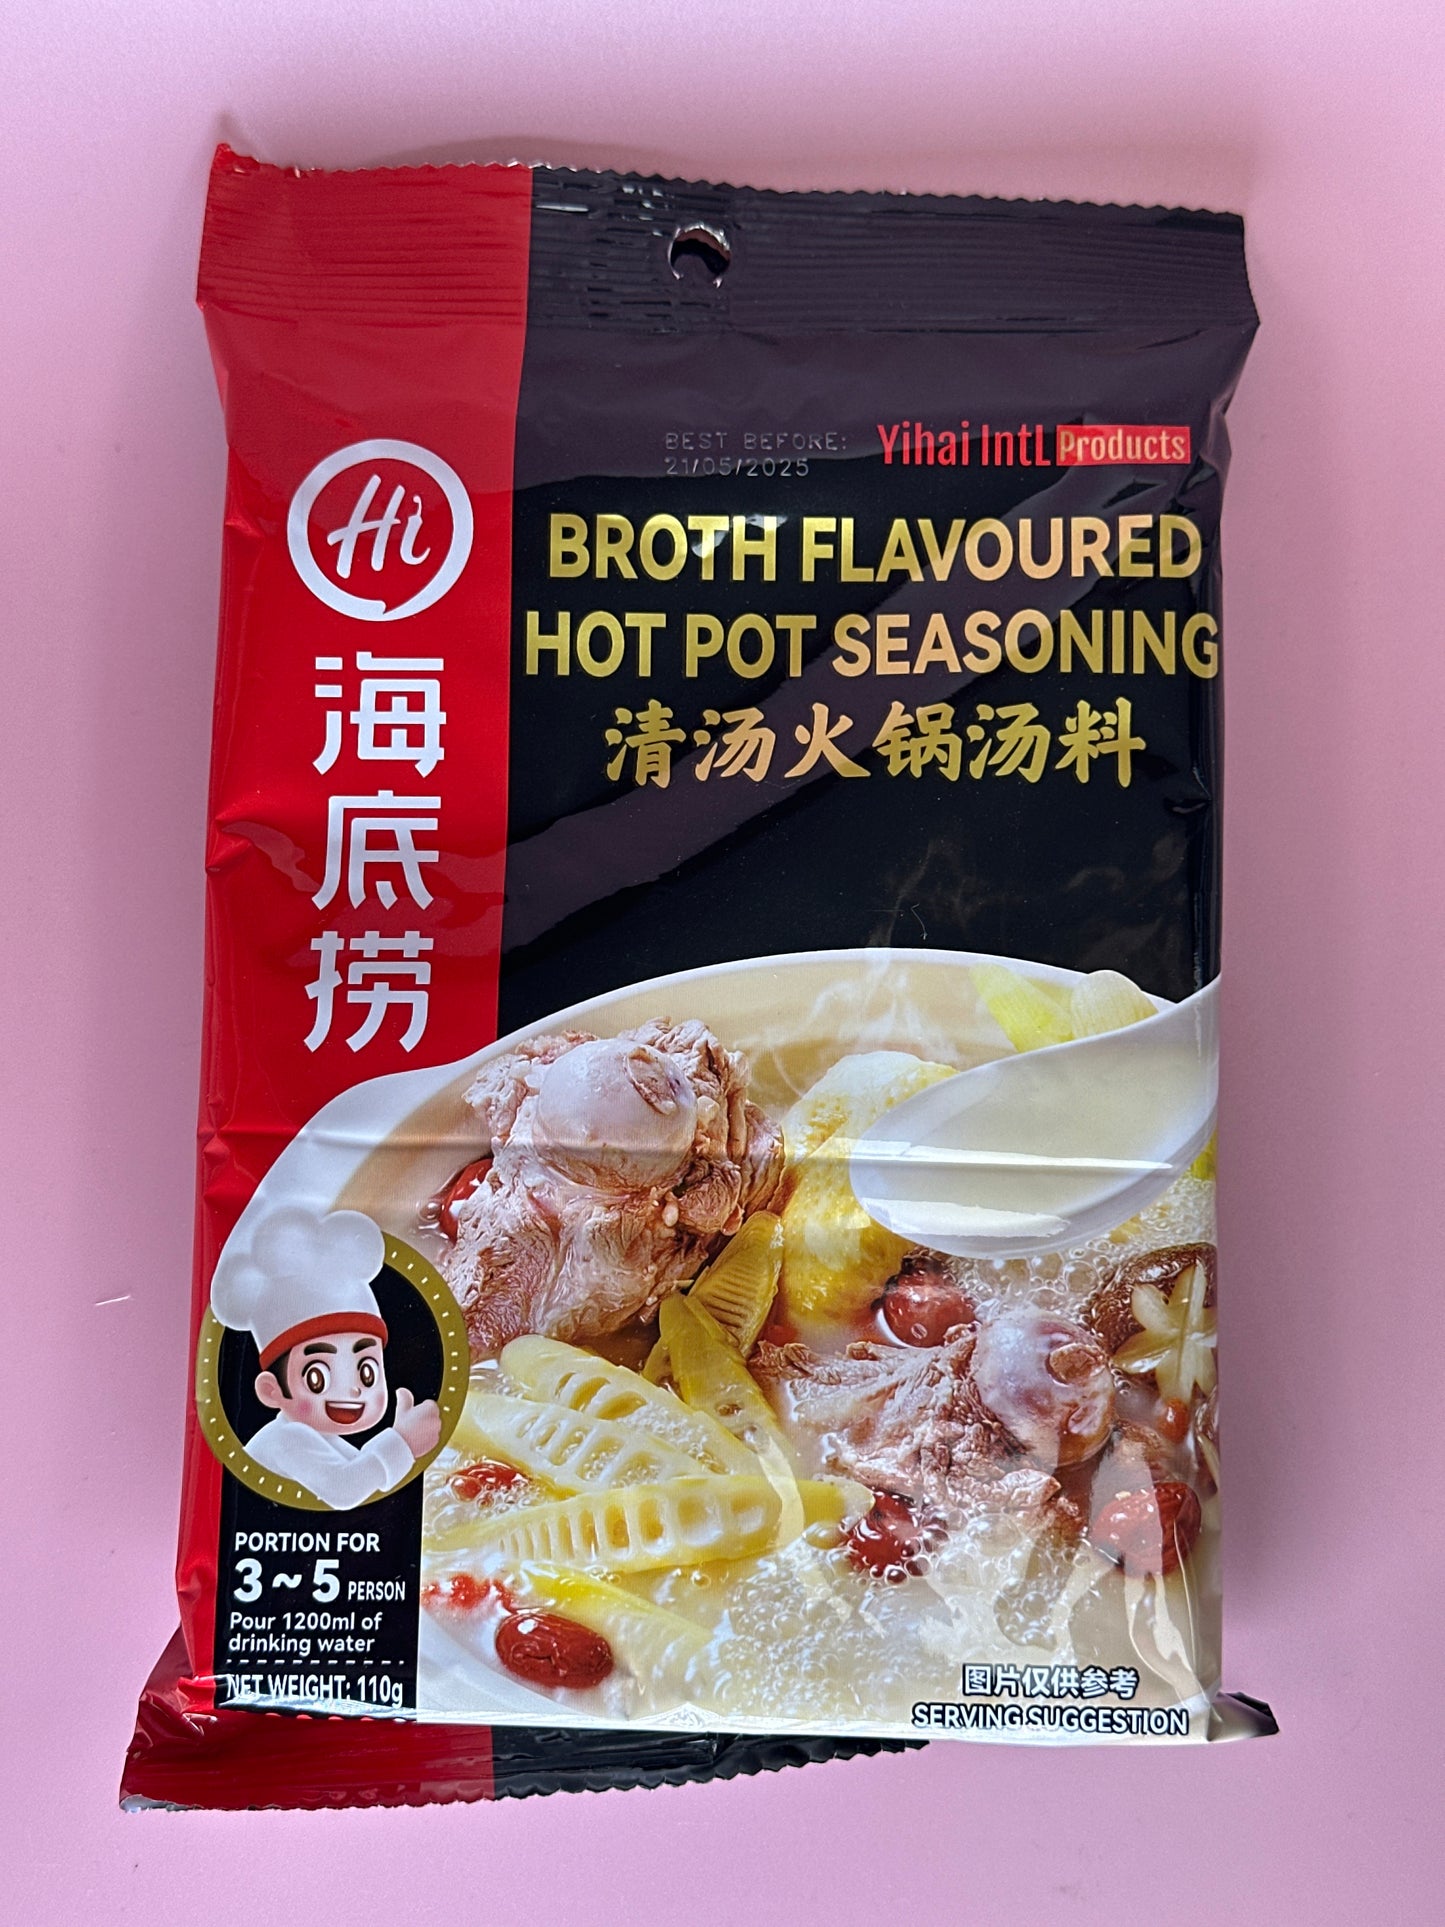 BEST BEFORE:
21/05/2025
Yihai Intl Products
Hi
海底捞
BROTH FLAVOURED
HOT POT SEASONING
清汤火锅汤料
PORTION FOR
3~5 PERSON
Pour 1200ml of
drinking water
NET WEIGHT: 110g
图片仅供参考
SERVING SUGGESTION